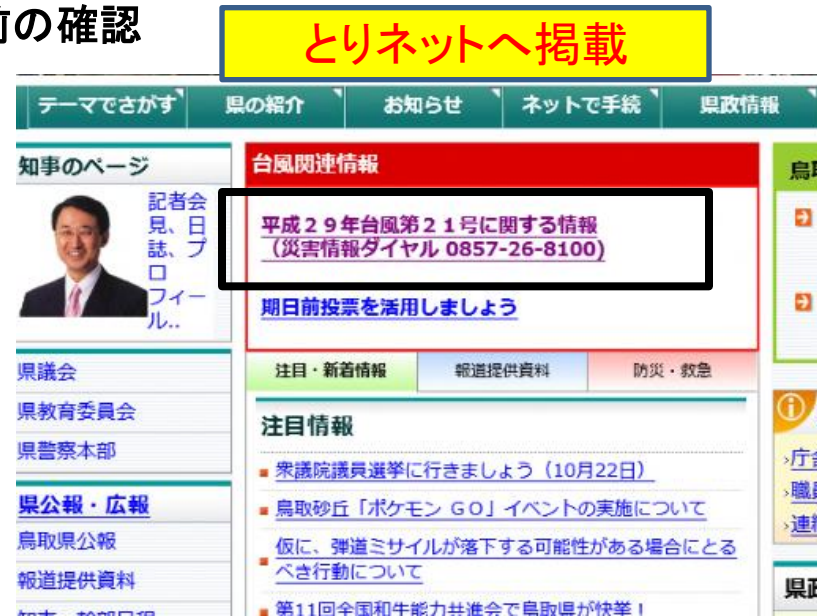 前の確認
とりネットへ掲載
テーマでさがす
県の紹介
お知らせ
ネットで手続
県政情報
知事のページ
記者会
見、日
誌、プ
ロ
フィー
ル..
台風関連情報
平成２９年台風第２１号に関する情報
（災害情報ダイヤル 0857-26-8100)
期日前投票を活用しましょう
注目・新着情報
報道提供資料
防災・救急
注目情報
衆議院議員選挙に行きましょう（10月22日）
鳥取砂丘「ポケモン GO」イベントの実施について
仮に、弾道ミサイルが落下する可能性がある場合にとる
べき行動について
第11回全国和牛能力共進会で鳥取県が快挙！
県議会
県教育委員会
県警察本部
県公報・広報
鳥取県公報
報道提供資料
›庁
›職員
›連絡
県政